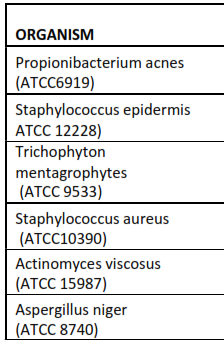 ORGANISM
Propionibacterium acnes
(ATCC6919)
Staphylococcus epidermis
ATCC 12228)
Trichophyton
mentagrophytes
(ATCC 9533)
Staphylococcus aureus
(ATCC10390)
Actinomyces viscosus
(ATCC 15987)
Aspergillus niger
(ATCC 8740)